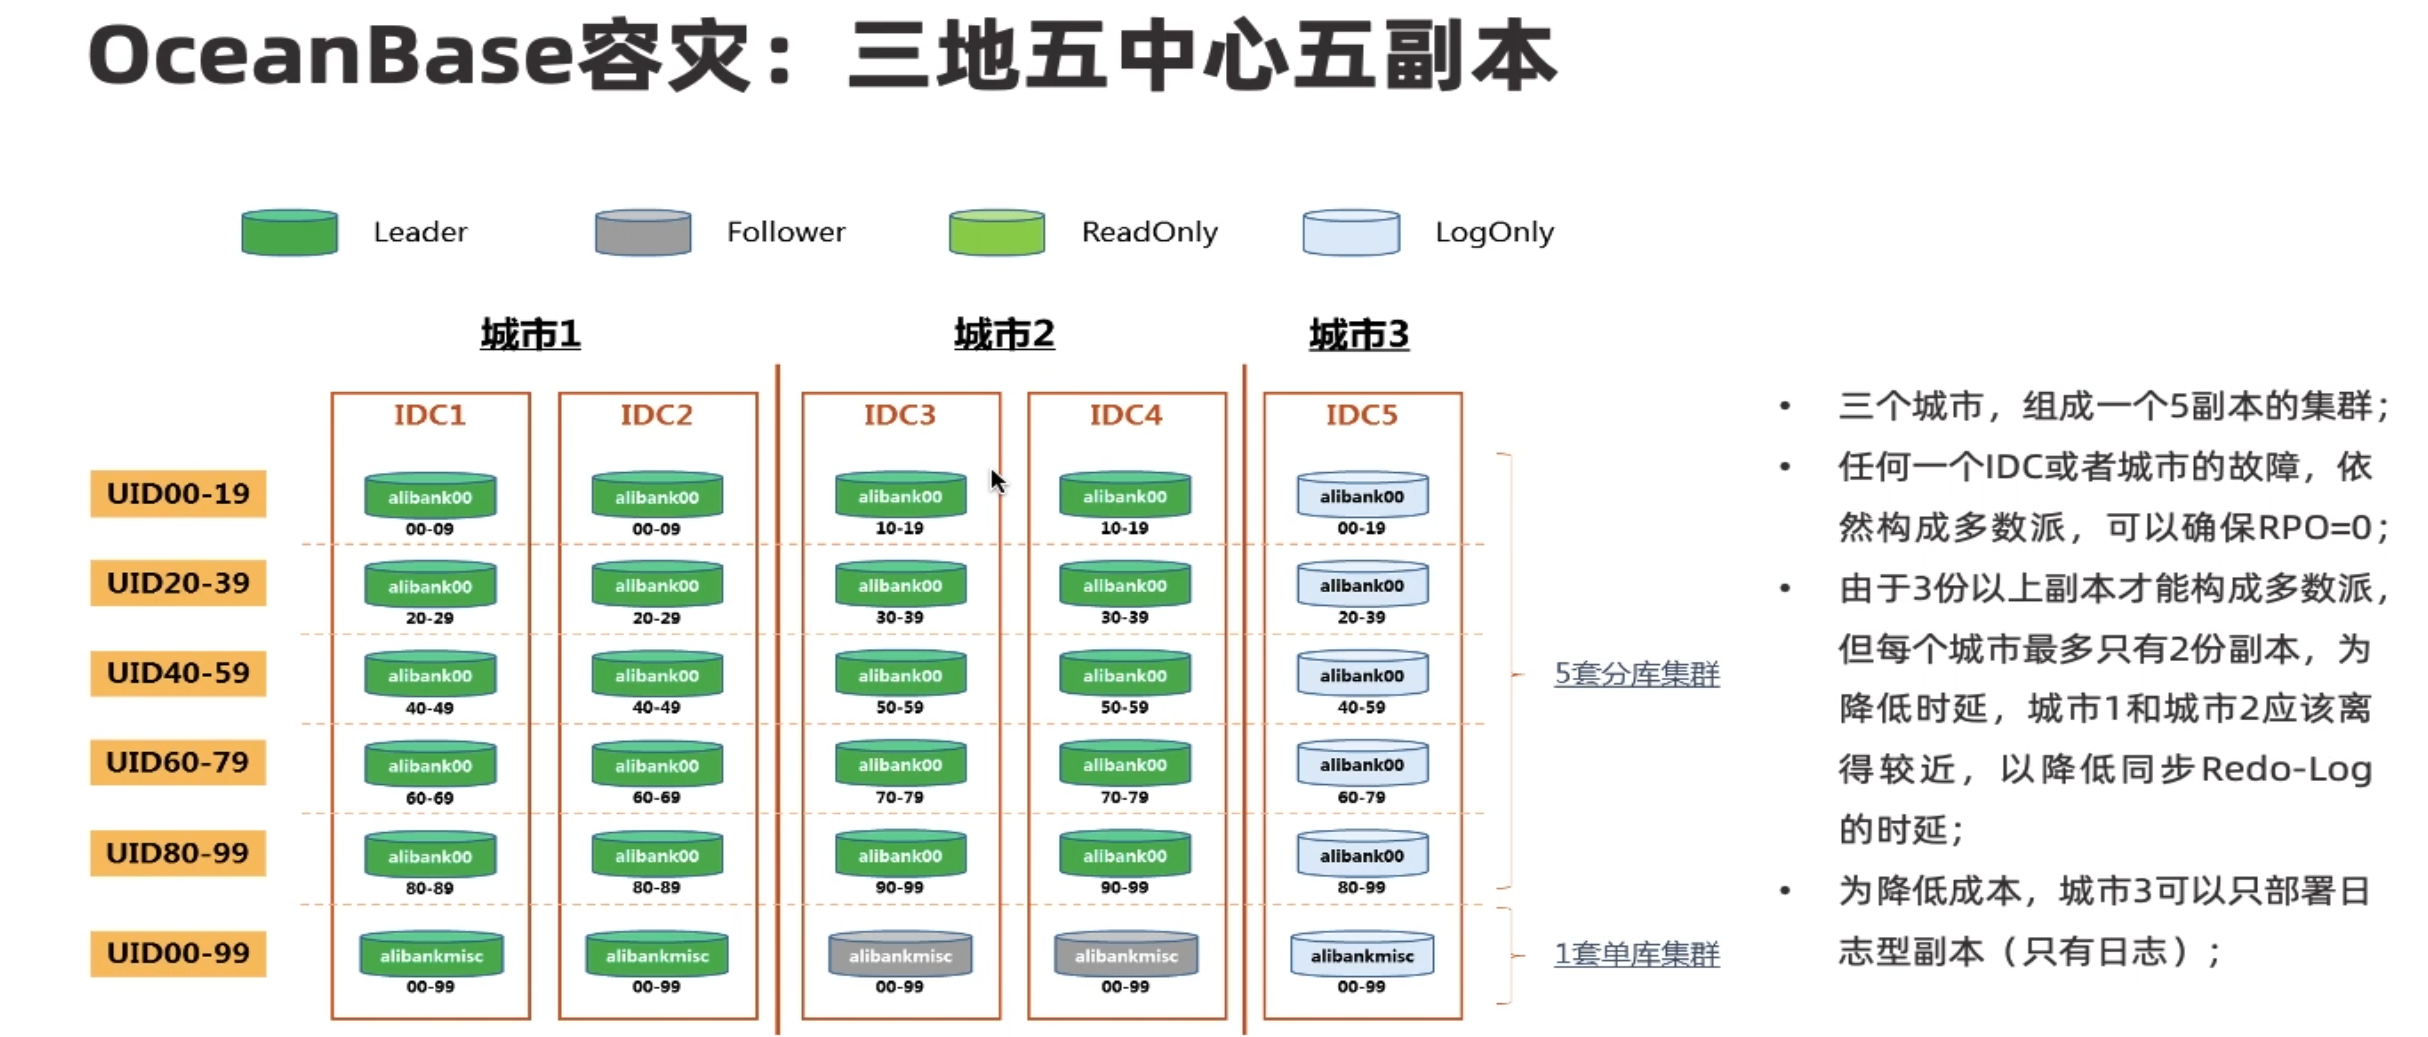 OceanBase容灾：三地五中心五副本
Leader Follower ReadOnly LogOnly
城市1 城市2 城市3
IDC1 IDC2 IDC3 IDC4 IDC5
UID00-19 alibank00 alibank00 alibank00 alibank00 alibank00
00-09 00-09 10-19 10-19 00-19
UID20-39 alibank00 alibank00 alibank00 alibank00 alibank00
20-29 20-29 30-39 30-39 20-39
UID40-59 alibank00 alibank00 alibank00 alibank00 alibank00
40-49 40-49 50-59 50-59 40-59
UID60-79 alibank00 alibank00 alibank00 alibank00 alibank00
60-69 60-69 70-79 70-79 60-79
UID80-99 alibank00 alibank00 alibank00 alibank00 alibank00
80-89 80-89 90-99 90-99 80-99
UID00-99 alibankmisc alibankmisc alibankmisc alibankmisc alibankmisc
00-99 00-99 00-99 00-99 00-99
5套分库集群
1套单库集群
• 三个城市，组成一个5副本的集群；
• 任何一个IDC或者城市的故障，依
然构成多数派，可以确保RPO=0；
• 由于3份以上副本才能构成多数派，
但每个城市最多只有2份副本，为
降低时延，城市1和城市2应该离
得较近，以降低同步Redo-Log
的时延；
• 为降低成本，城市3可以只部署日
志型副本（只有日志）；